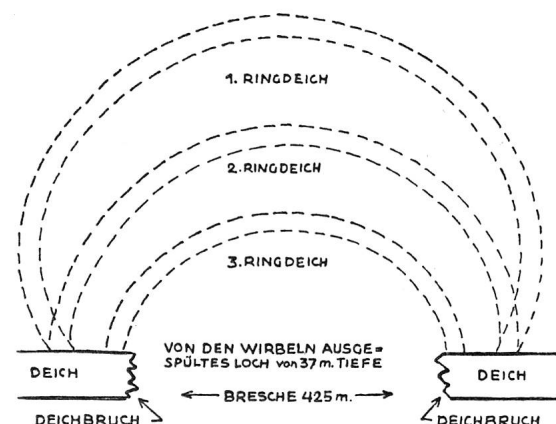 1. RINGDEICH
2. RINGDEICH
3. RINGDEICH
VON DEN WIRBELN AUSGE=
SPÜLTES LOCH von 37 m. TIEFE
DEICH
DEICH
BRESCHE 425 m.
DEICHBRUCH
DEICHBRUCH